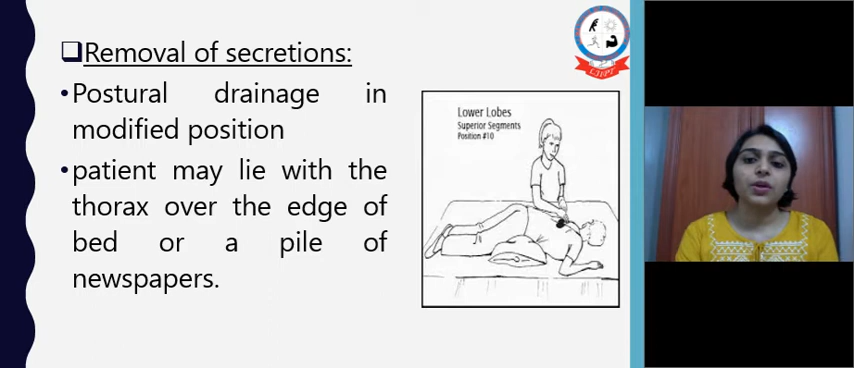 ❑Removal of secretions:
•Postural drainage in
modified position
•patient may lie with the
thorax over the edge of
bed or a pile of
newspapers.
Lower Lobes
Superior Segments
Position #10